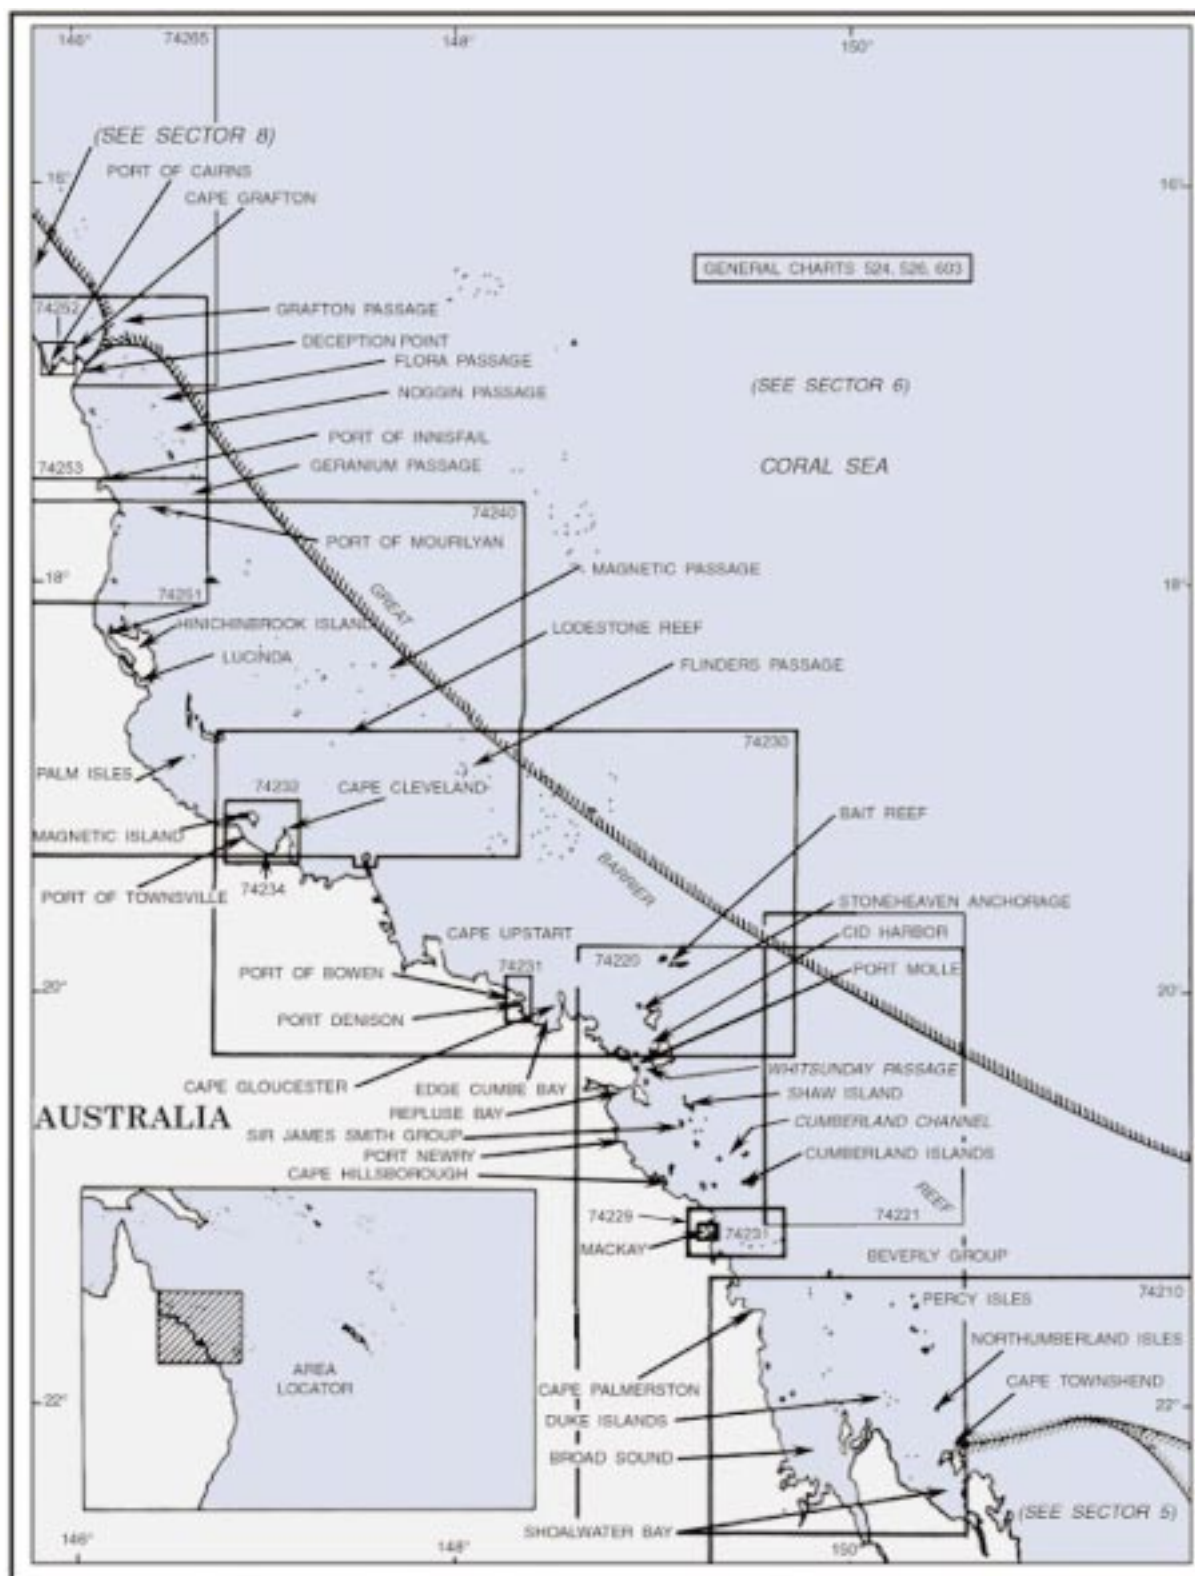 146°
74265
148°
150°
(SEE SECTOR 8)
PORT OF CAIRNS
16°
16°
CAPE GRAFTON
GENERAL CHARTS 524, 526, 603
74252
GRAFTON PASSAGE
DECEPTION POINT
FLORA PASSAGE
(SEE SECTOR 6)
NOGGIN PASSAGE
PORT OF INNISFAIL
74253
GERANIUM PASSAGE
CORAL SEA
74240
PORT OF MOURILYAN
MAGNETIC PASSAGE
18°
18°
74251
GREAT
HINICHINBROOK ISLAND
LODESTONE REEF
LUCINDA
FLINDERS PASSAGE
74230
PALM ISLES
74232
CAPE CLEVELAND
BAIT REEF
MAGNETIC ISLAND
BARRIER
74234
PORT OF TOWNSVILLE
STONEHEAVEN ANCHORAGE
CAPE UPSTART
CID HARBOR
74220
74231
PORT OF BOWEN
PORT MOLLE
20°
20°
PORT DENISON
WHITSUNDAY PASSAGE
CAPE GLOUCESTER
EDGE CUMBE BAY
SHAW ISLAND
REPLUSE BAY
AUSTRALIA
CUMBERLAND CHANNEL
SIR JAMES SMITH GROUP
PORT NEWRY
CUMBERLAND ISLANDS
CAPE HILLSBOROUGH
REEF
74229
74221
74231
MACKAY
BEVERLY GROUP
74210
PERCY ISLES
NORTHUMBERLAND ISLES
AREA
LOCATOR
CAPE TOWNSHEND
CAPE PALMERSTON
22°
22°
DUKE ISLANDS
BROAD SOUND
(SEE SECTOR 5)
SHOALWATER BAY
146°
148°
150°